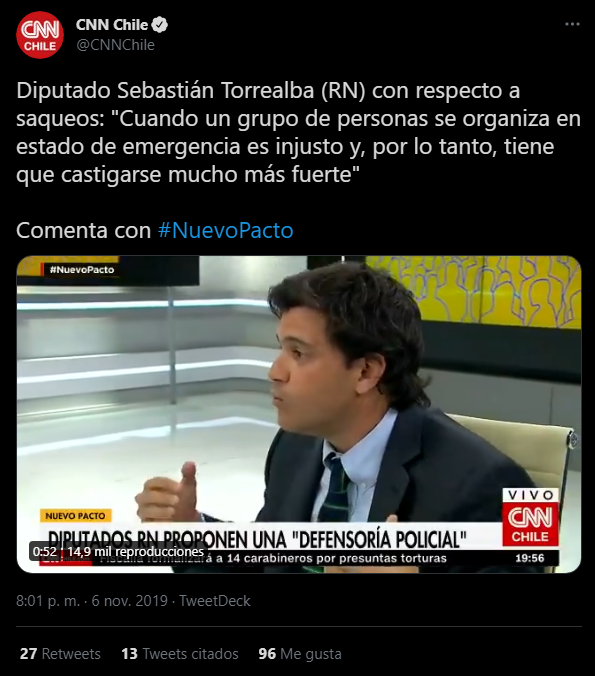 CNN Chile
@CNNChile
Diputado Sebastián Torrealba (RN) con respecto a
saqueos: "Cuando un grupo de personas se organiza en
estado de emergencia es injusto y, por lo tanto, tiene
que castigarse mucho más fuerte"
Comenta con #NuevoPacto
#NuevoPacto
VIVO
CNN
CHILE
NUEVO PACTO
DIPUTADOS RN PROPONEN UNA "DEFENSORÍA POLICIAL"
0:52 14,9 mil reproducciones
á a 14 carabineros por presuntas torturas
19:56
8:01 p. m. · 6 nov. 2019 · TweetDeck
27 Retweets 13 Tweets citados 96 Me gusta